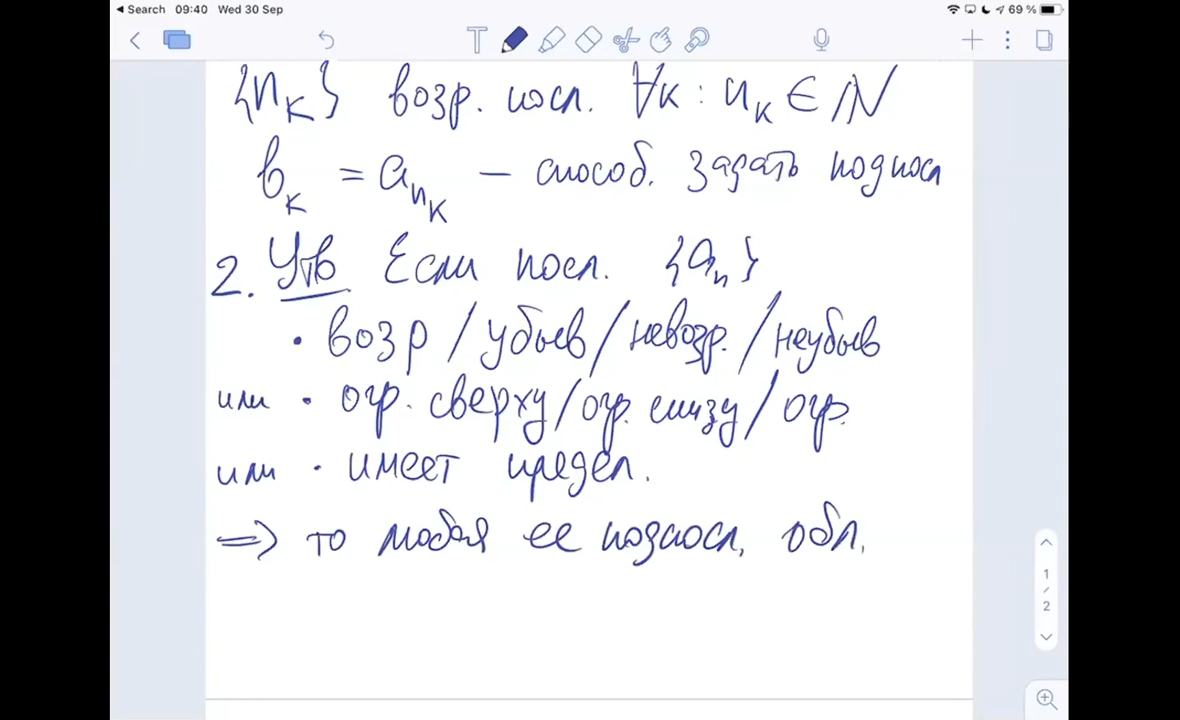 Search 09:40 Wed 30 Sep 69 %
{n_k} возр. посл. ∀k : n_k ∈ ℕ
b_k = a_{n_k} — способ. задать подпосл
2. Утв Если посл. {a_n}
• возр / убыв / невозр. / неубыв
или • огр. сверху / огр. снизу / огр.
или • имеет предел.
=> то любая ее подпосл. обл.
1
/
2